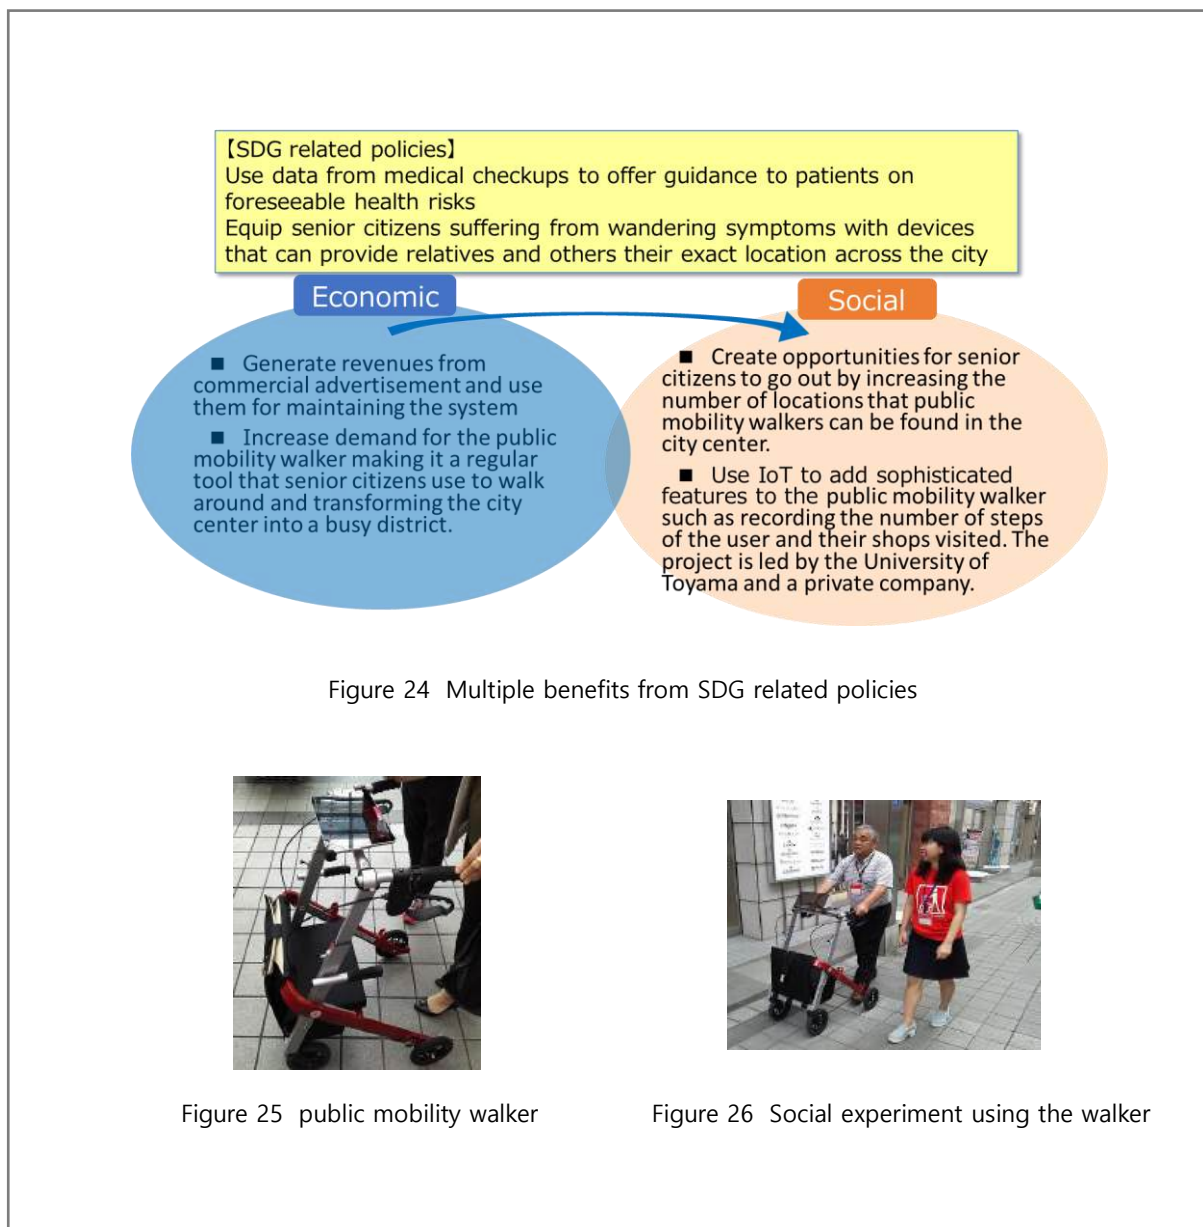 【SDG related policies】
Use data from medical checkups to offer guidance to patients on
foreseeable health risks
Equip senior citizens suffering from wandering symptoms with devices
that can provide relatives and others their exact location across the city
Economic
■ Generate revenues from
commercial advertisement and use
them for maintaining the system
■ Increase demand for the public
mobility walker making it a regular
tool that senior citizens use to walk
around and transforming the city
center into a busy district.
Social
■ Create opportunities for senior
citizens to go out by increasing the
number of locations that public
mobility walkers can be found in the
city center.
■ Use IoT to add sophisticated
features to the public mobility walker
such as recording the number of steps
of the user and their shops visited. The
project is led by the University of
Toyama and a private company.
Figure 24 Multiple benefits from SDG related policies
Figure 25 public mobility walker
Figure 26 Social experiment using the walker